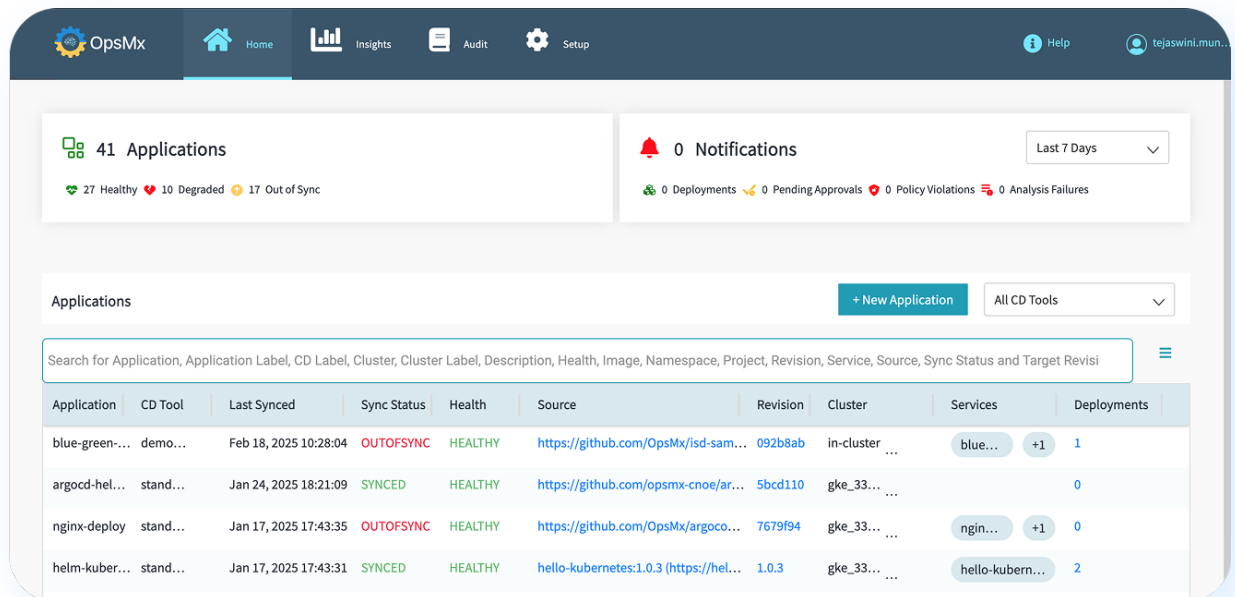 OpsMx Home Insights Audit Setup Help tejaswini.mun...
41 Applications
27 Healthy 10 Degraded 17 Out of Sync
0 Notifications Last 7 Days
0 Deployments 0 Pending Approvals 0 Policy Violations 0 Analysis Failures
Applications + New Application All CD Tools
Search for Application, Application Label, CD Label, Cluster, Cluster Label, Description, Health, Image, Namespace, Project, Revision, Service, Source, Sync Status and Target Revisi
Application CD Tool Last Synced Sync Status Health Source Revision Cluster Services Deployments
blue-green-... demo... Feb 18, 2025 10:28:04 OUTOFSYNC HEALTHY https://github.com/OpsMx/isd-sam... 092b8ab in-cluster ... blue... +1 1
argocd-hel... stand... Jan 24, 2025 18:21:09 SYNCED HEALTHY https://github.com/opsmx-cnoe/ar... 5bcd110 gke_33... ... 0
nginx-deploy stand... Jan 17, 2025 17:43:35 OUTOFSYNC HEALTHY https://github.com/OpsMx/argoco... 7679f94 gke_33... ... ngin... +1 0
helm-kuber... stand... Jan 17, 2025 17:43:31 SYNCED HEALTHY hello-kubernetes:1.0.3 (https://hel... 1.0.3 gke_33... ... hello-kubern... 2